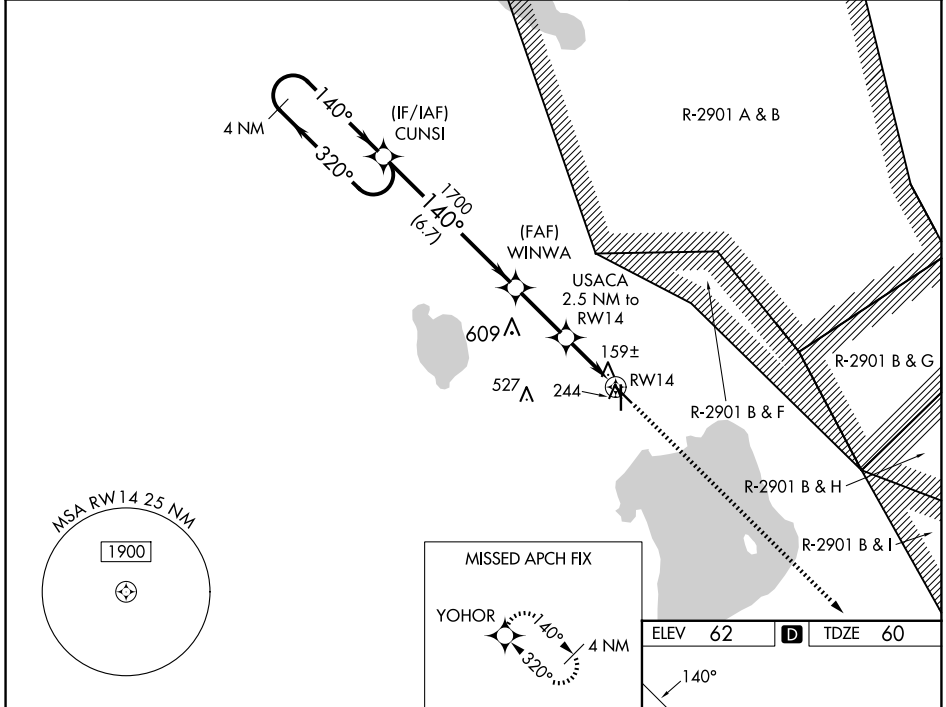 R-2901 A & B
140°
(IF/IAF)
CUNSI
4 NM
320°
1700
140°
(6.7)
(FAF)
WINWA
USACA
2.5 NM to
RW14
609
159±
R-2901 B & G
527
244
RW14
R-2901 B & F
R-2901 B & H
MSA RW14 25 NM
1900
R-2901 B & I
MISSED APCH FIX
YOHOR
140°
4 NM
320°
ELEV 62 D TDZE 60
140°